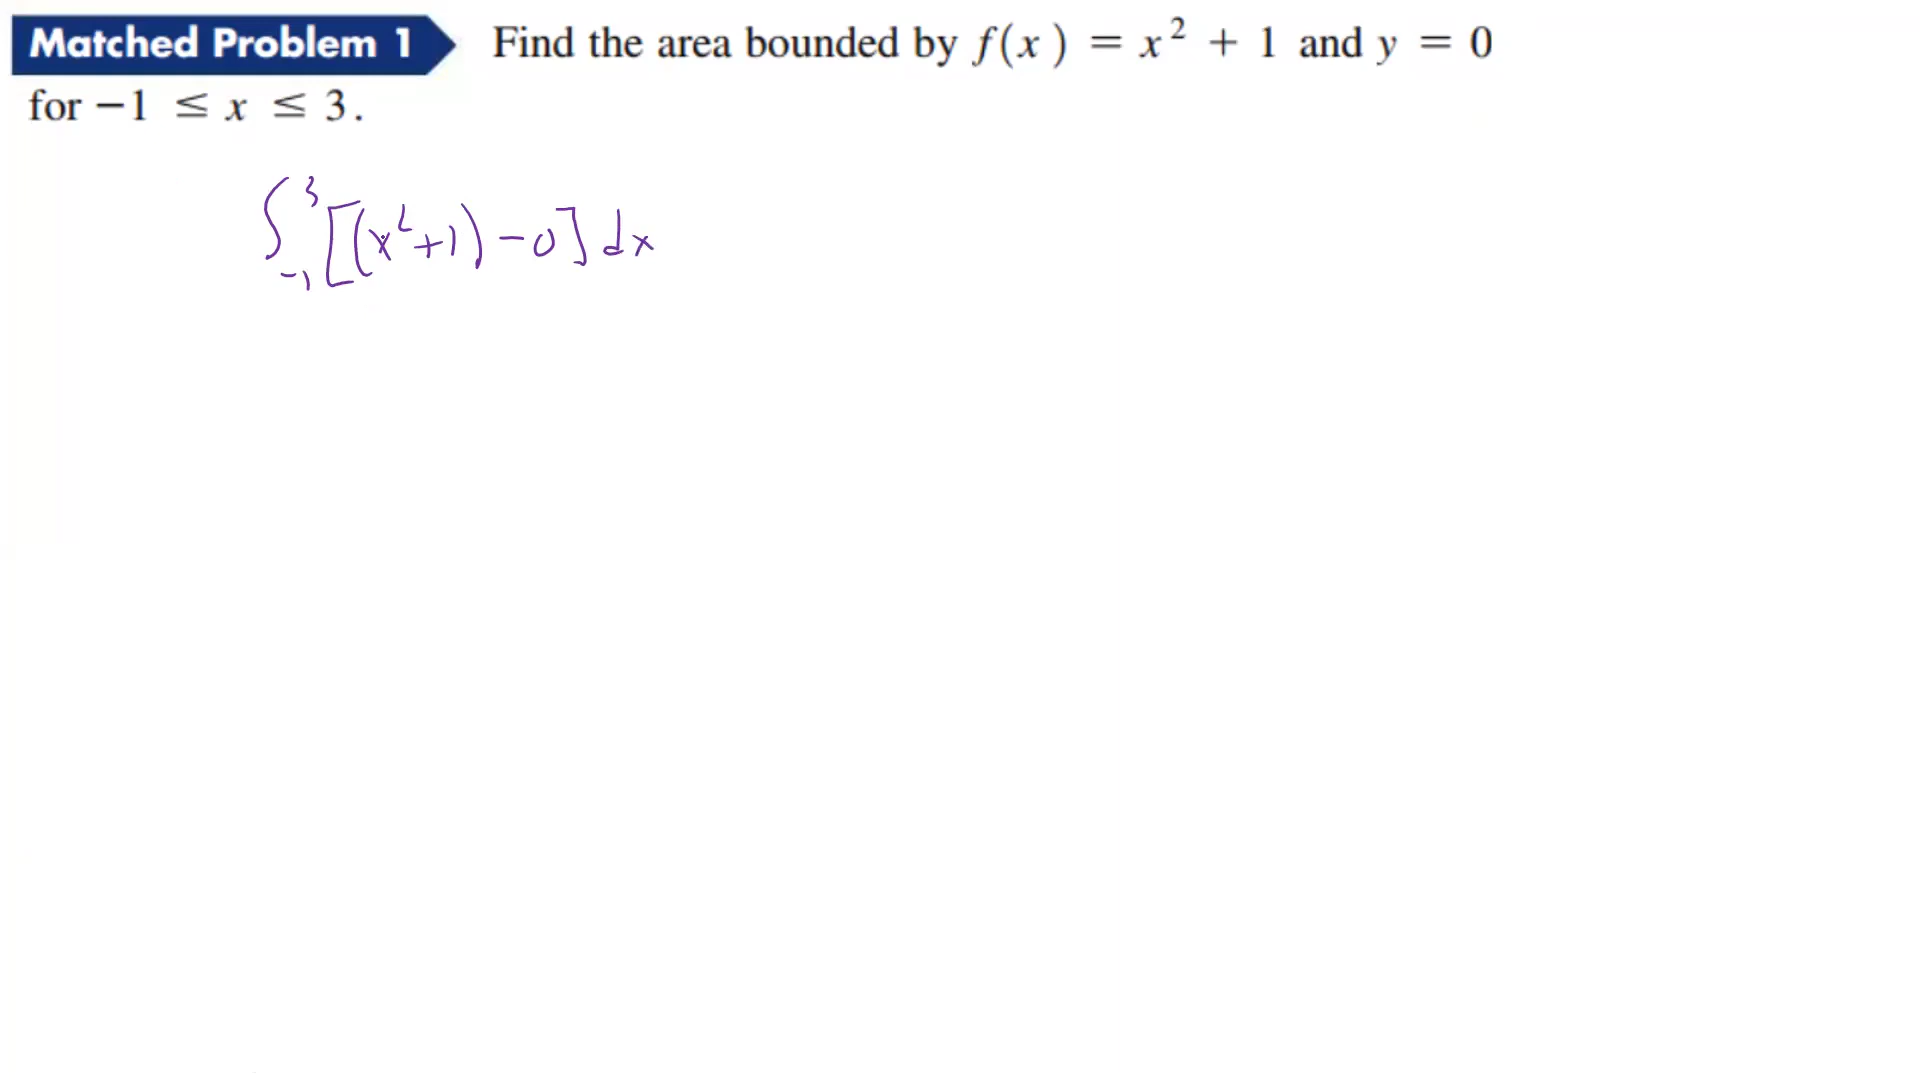 Matched Problem 1 Find the area bounded by f(x) = x² + 1 and y = 0
for −1 ≤ x ≤ 3.
∫₋₁³ [(x²+1) − 0] dx